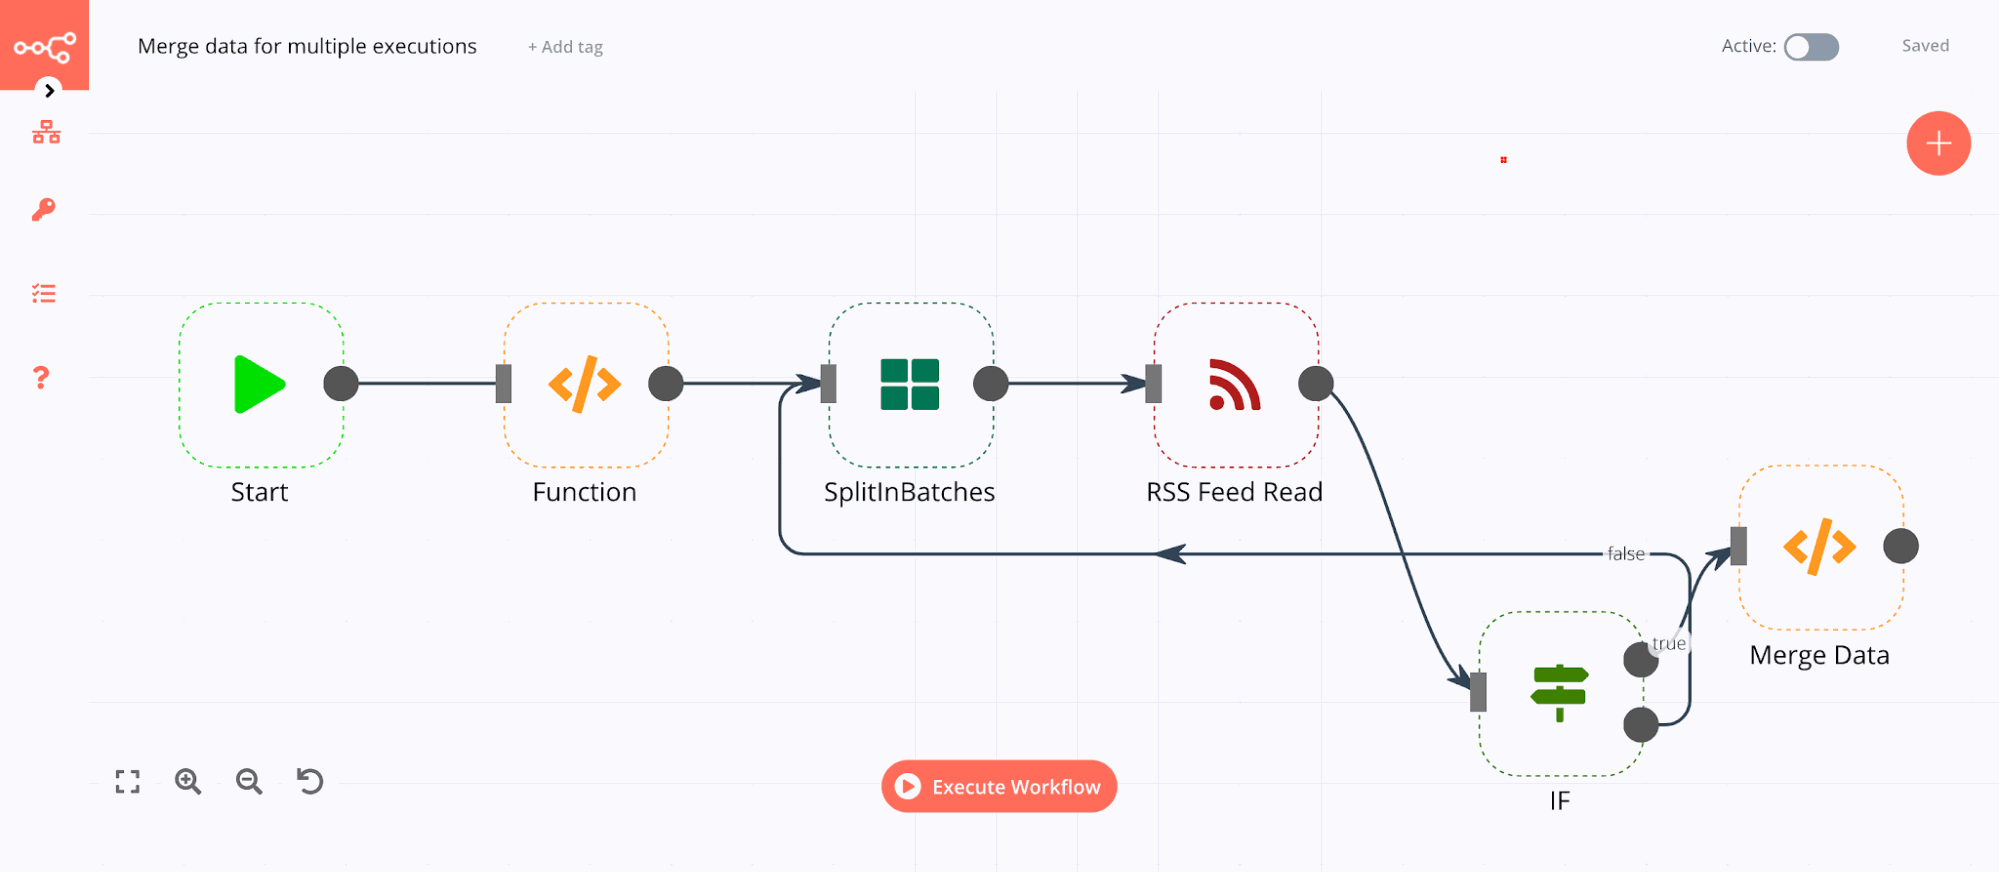 Merge data for multiple executions
+ Add tag
Active:
Saved
Start
Function
SplitInBatches
RSS Feed Read
false
true
Merge Data
IF
Execute Workflow